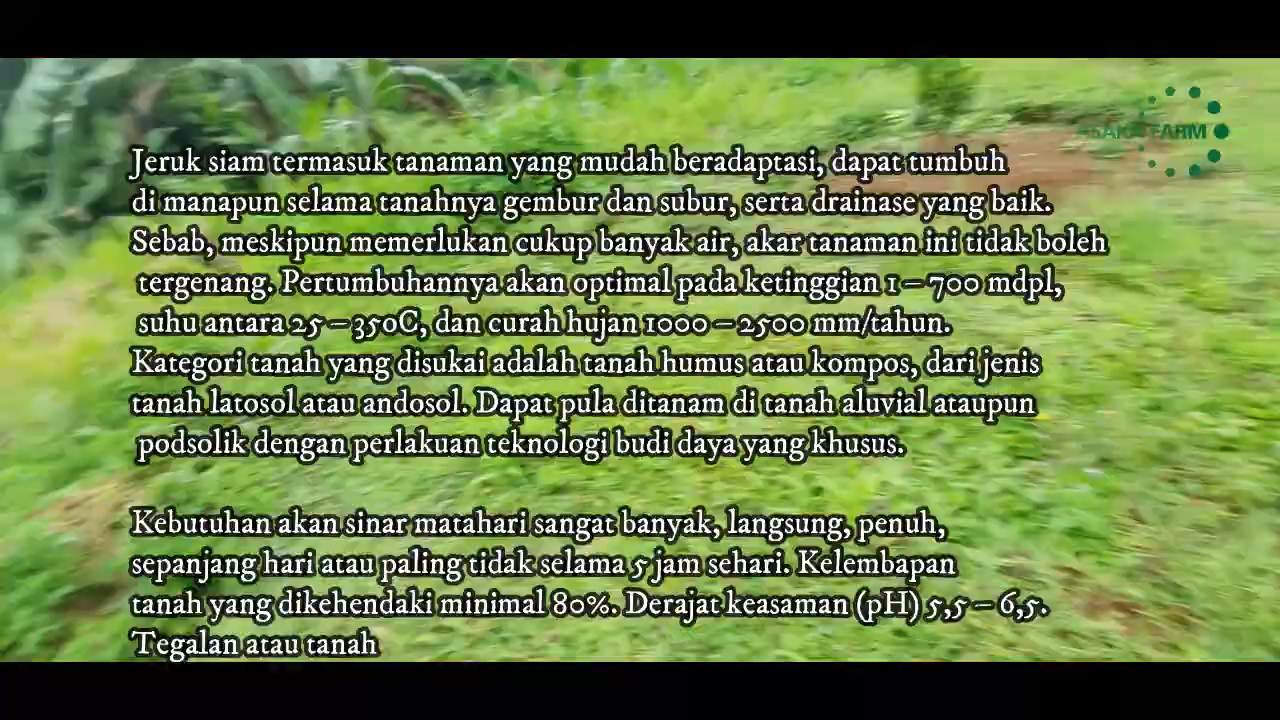 FARM
Jeruk siam termasuk tanaman yang mudah beradaptasi, dapat tumbuh
di manapun selama tanahnya gembur dan subur, serta drainase yang baik.
Sebab, meskipun memerlukan cukup banyak air, akar tanaman ini tidak boleh
tergenang. Pertumbuhannya akan optimal pada ketinggian 1 – 700 mdpl,
suhu antara 25 – 350C, dan curah hujan 1000 – 2500 mm/tahun.
Kategori tanah yang disukai adalah tanah humus atau kompos, dari jenis
tanah latosol atau andosol. Dapat pula ditanam di tanah aluvial ataupun
podsolik dengan perlakuan teknologi budi daya yang khusus.
Kebutuhan akan sinar matahari sangat banyak, langsung, penuh,
sepanjang hari atau paling tidak selama 5 jam sehari. Kelembapan
tanah yang dikehendaki minimal 80%. Derajat keasaman (pH) 5,5 – 6,5.
Tegalan atau tanah